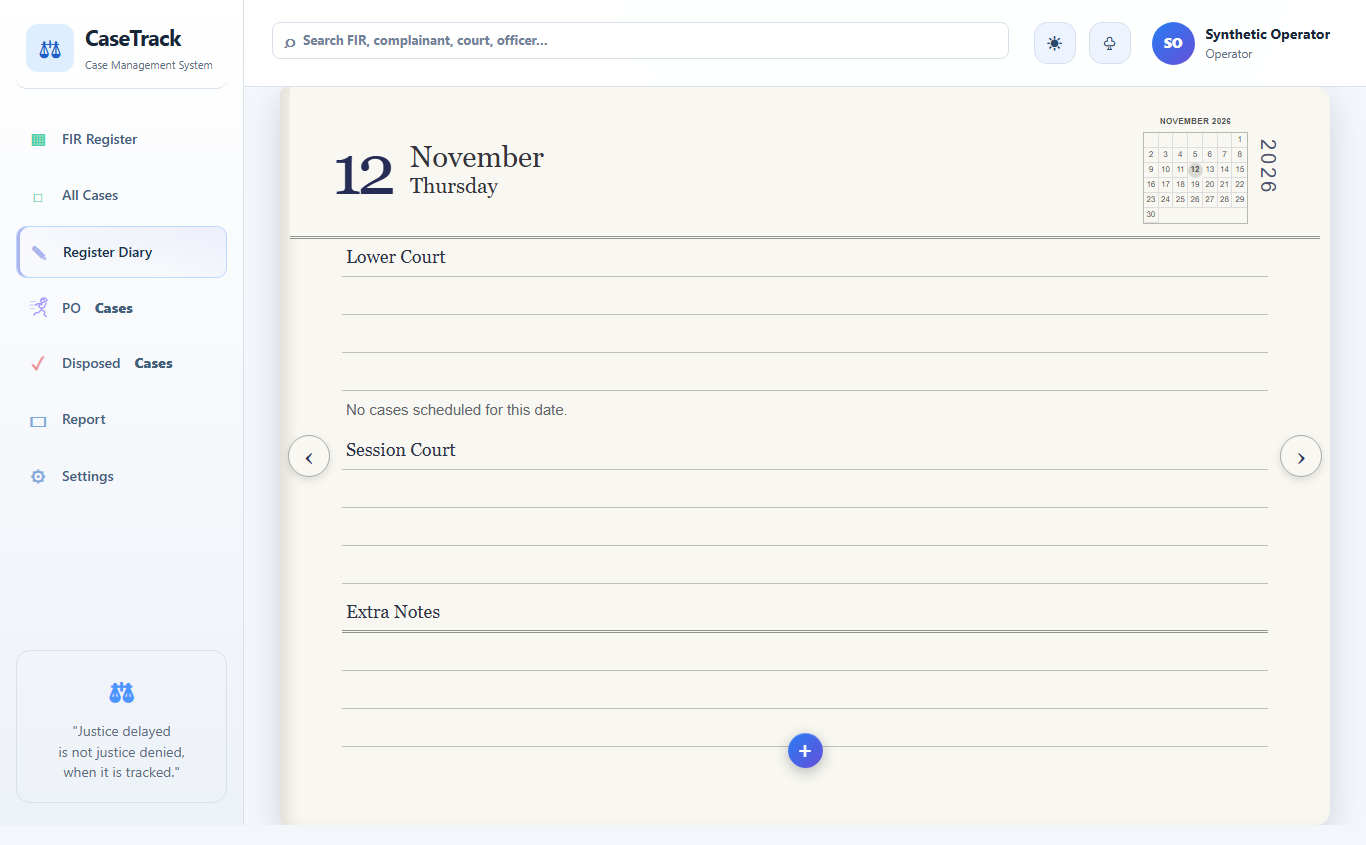 CaseTrack
Case Management System
FIR Register
All Cases
Register Diary
PO Cases
Disposed Cases
Report
Settings
"Justice delayed
is not justice denied,
when it is tracked."
Search FIR, complainant, court, officer...
SO
Synthetic Operator
Operator
12
November
Thursday
NOVEMBER 2026
1
2 3 4 5 6 7 8
9 10 11 12 13 14 15
16 17 18 19 20 21 22
23 24 25 26 27 28 29
30
2026
Lower Court
No cases scheduled for this date.
Session Court
Extra Notes
+